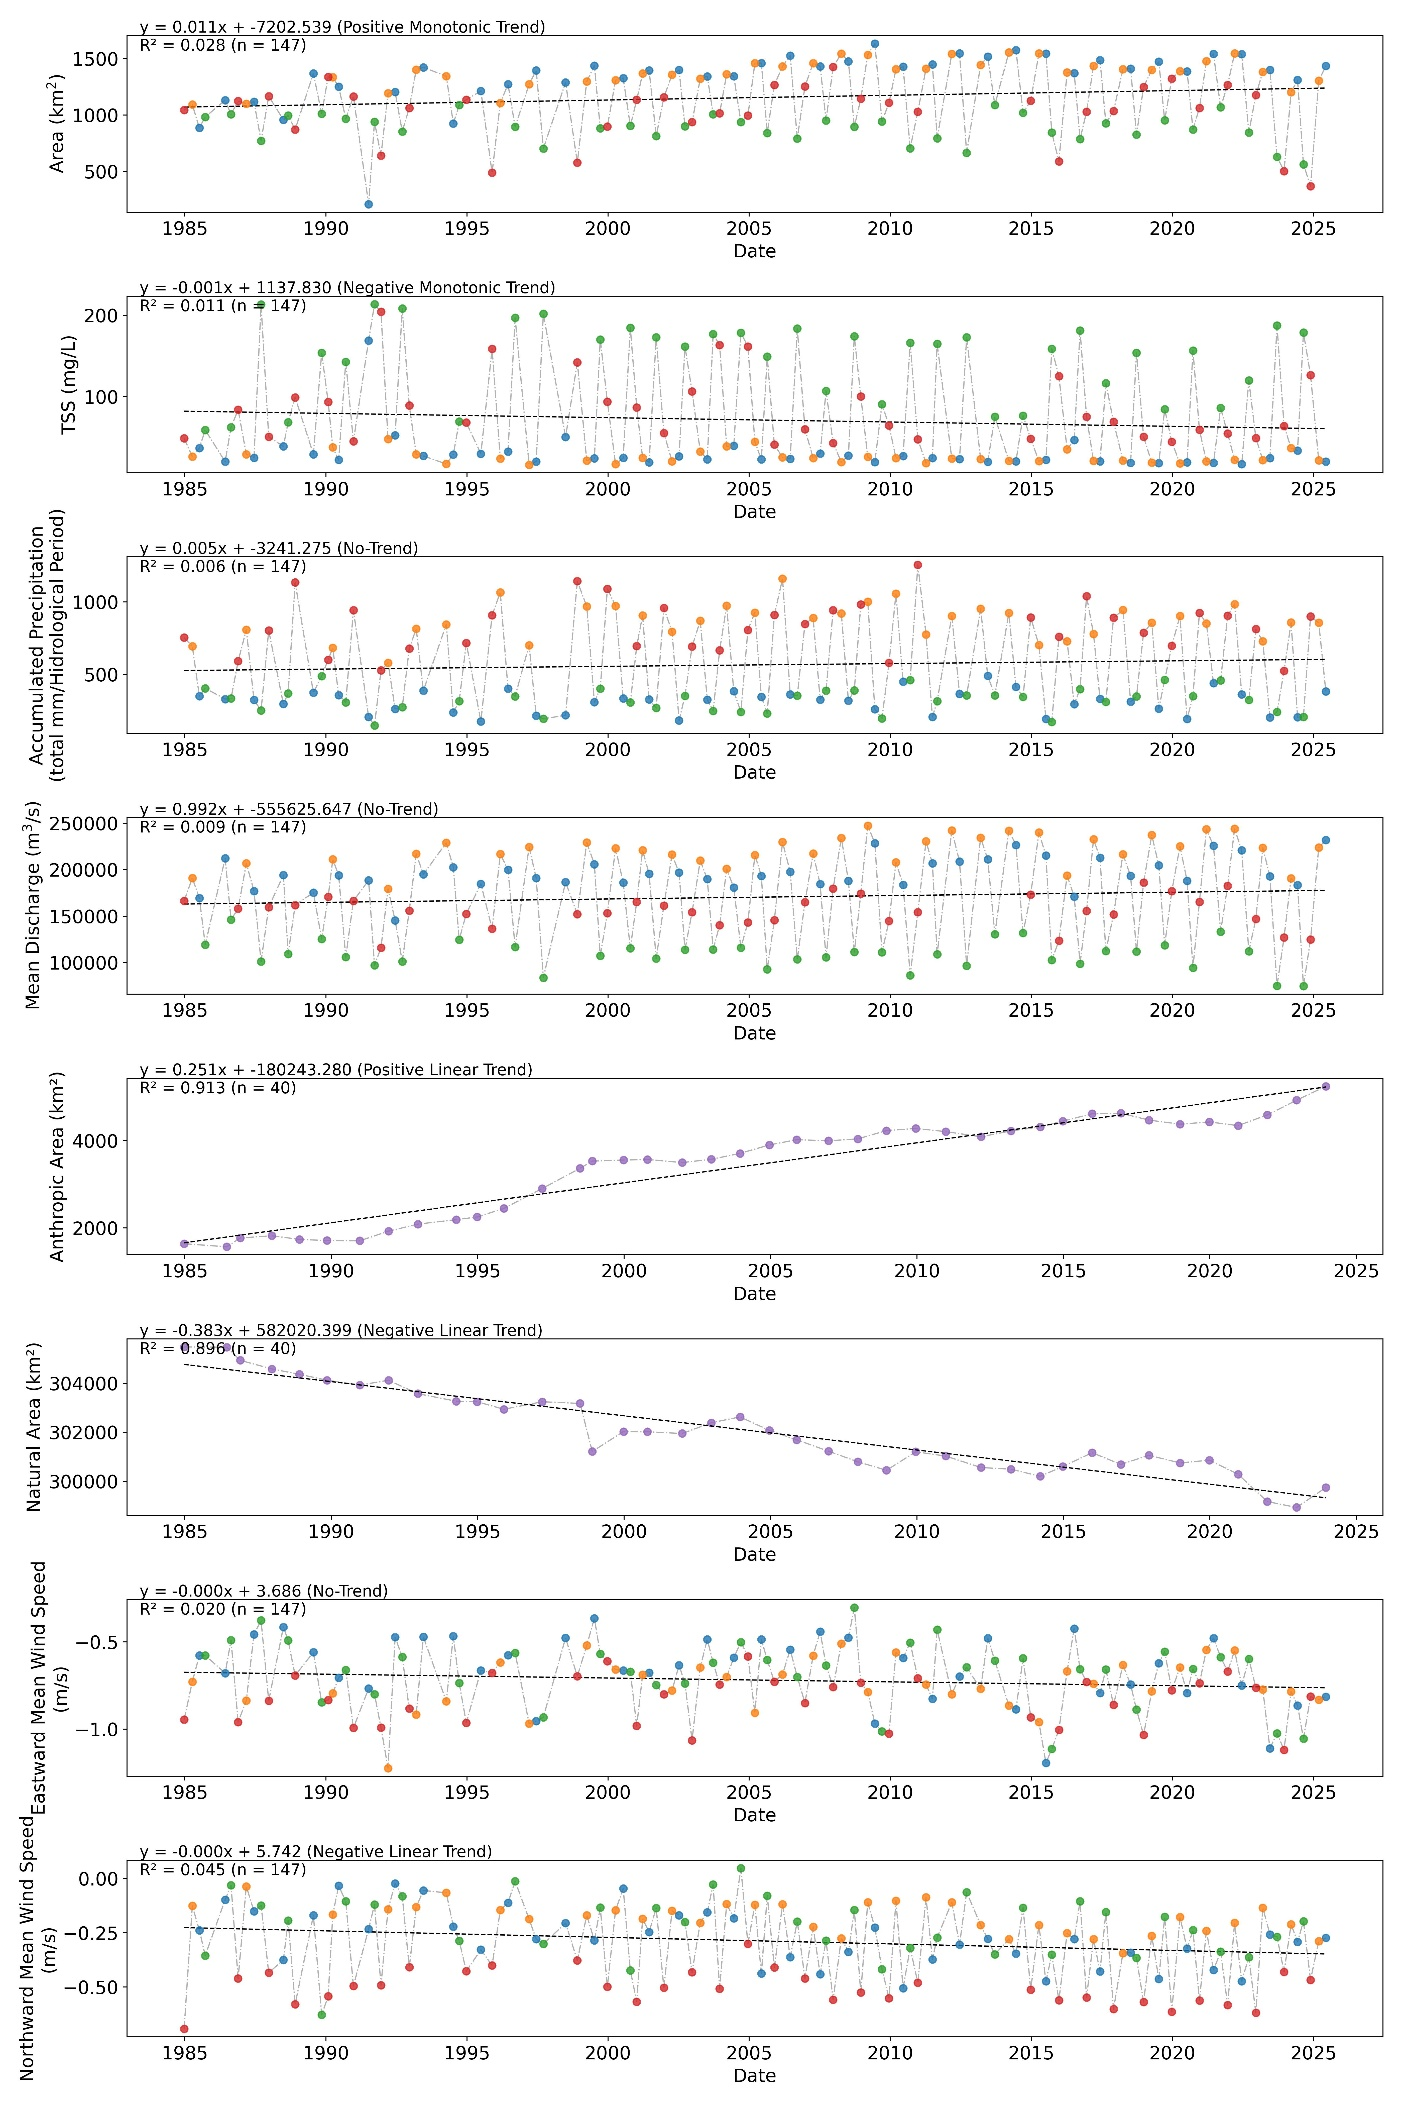 y = 0.011x + -7202.539 (Positive Monotonic Trend)
R² = 0.028 (n = 147)
Area (km²)
1500
1000
500
1985 1990 1995 2000 2005 2010 2015 2020 2025
Date
y = -0.001x + 1137.830 (Negative Monotonic Trend)
R² = 0.011 (n = 147)
TSS (mg/L)
200
100
1985 1990 1995 2000 2005 2010 2015 2020 2025
Date
y = 0.005x + -3241.275 (No-Trend)
R² = 0.006 (n = 147)
Accumulated Precipitation
(total mm/Hidrological Period)
1000
500
1985 1990 1995 2000 2005 2010 2015 2020 2025
Date
y = 0.992x + -555625.647 (No-Trend)
R² = 0.009 (n = 147)
Mean Discharge (m³/s)
250000
200000
150000
100000
1985 1990 1995 2000 2005 2010 2015 2020 2025
Date
y = 0.251x + -180243.280 (Positive Linear Trend)
R² = 0.913 (n = 40)
Anthropic Area (km²)
4000
2000
1985 1990 1995 2000 2005 2010 2015 2020 2025
Date
y = -0.383x + 582020.399 (Negative Linear Trend)
R² = 0.896 (n = 40)
Natural Area (km²)
304000
302000
300000
1985 1990 1995 2000 2005 2010 2015 2020 2025
Date
y = -0.000x + 3.686 (No-Trend)
R² = 0.020 (n = 147)
Eastward Mean Wind Speed
(m/s)
−0.5
−1.0
1985 1990 1995 2000 2005 2010 2015 2020 2025
Date
y = -0.000x + 5.742 (Negative Linear Trend)
R² = 0.045 (n = 147)
Northward Mean Wind Speed
(m/s)
0.00
−0.25
−0.50
1985 1990 1995 2000 2005 2010 2015 2020 2025
Date